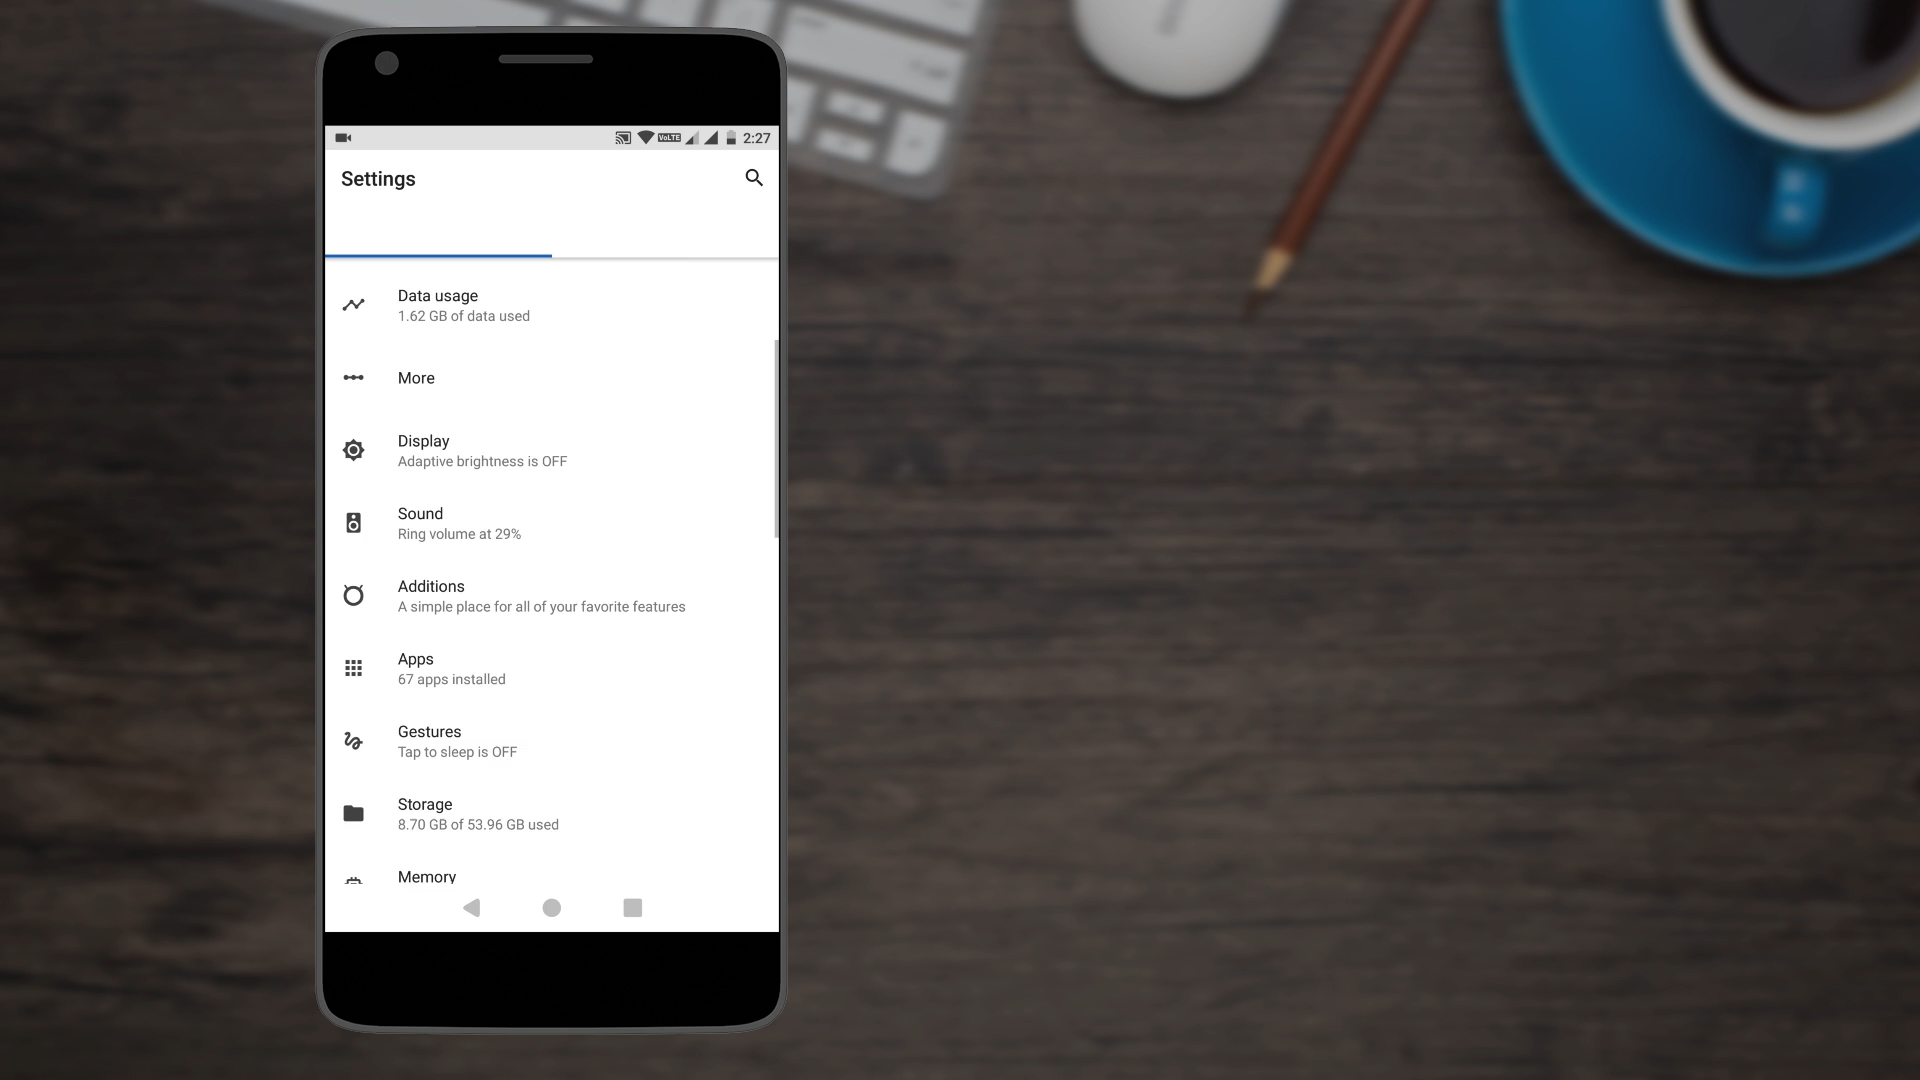 VoLTE 2:27
Settings
Data usage
1.62 GB of data used
More
Display
Adaptive brightness is OFF
Sound
Ring volume at 29%
Additions
A simple place for all of your favorite features
Apps
67 apps installed
Gestures
Tap to sleep is OFF
Storage
8.70 GB of 53.96 GB used
Memory